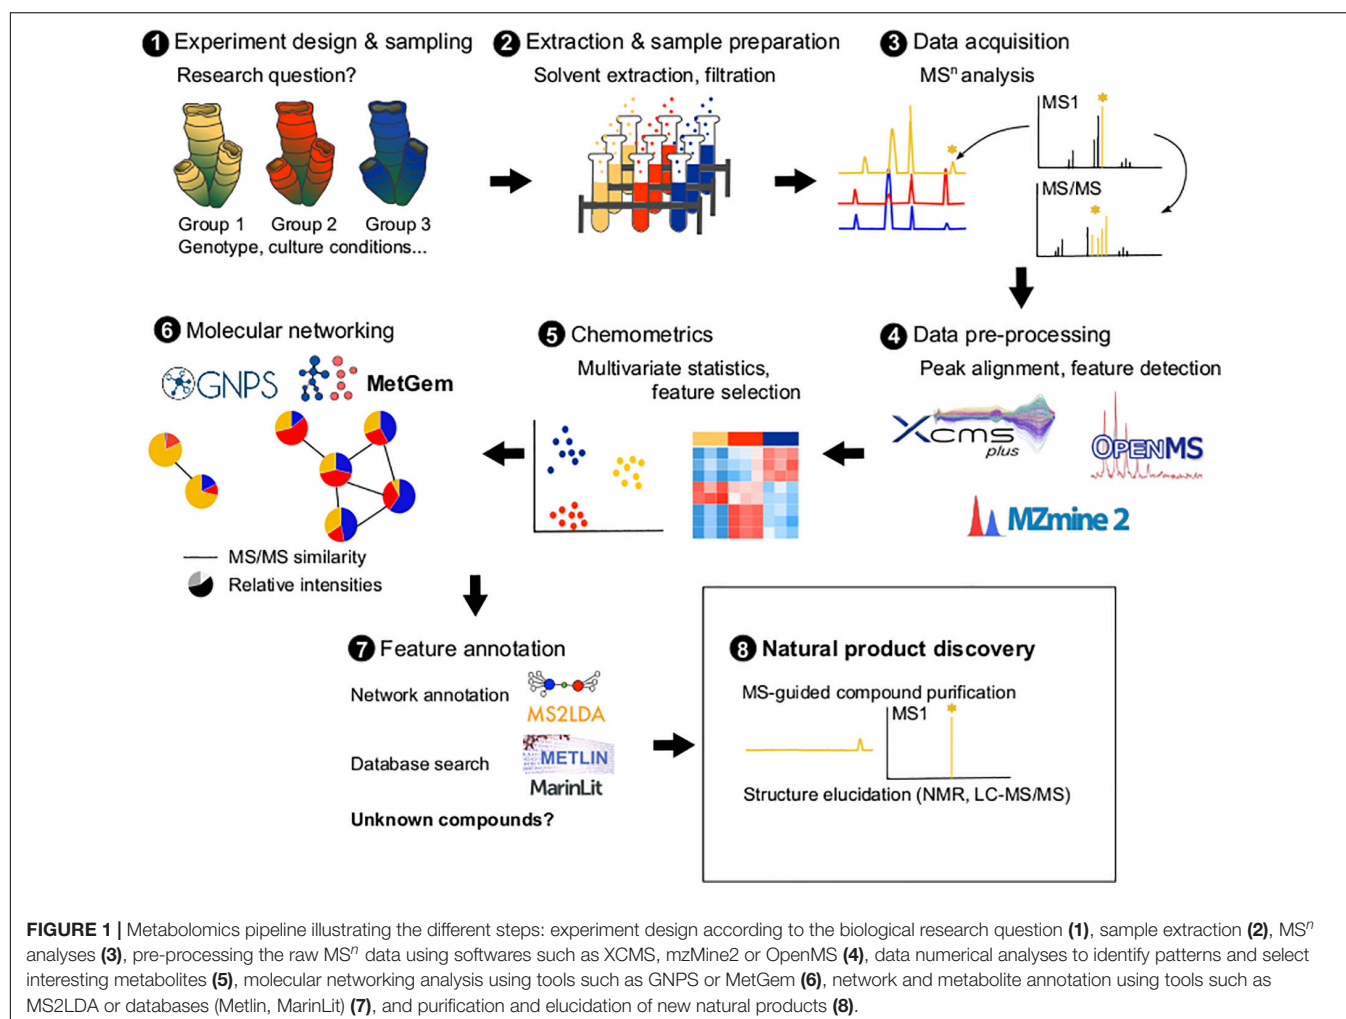 1 Experiment design & sampling
Research question?
Group 1 Group 2 Group 3
Genotype, culture conditions...
2 Extraction & sample preparation
Solvent extraction, filtration
3 Data acquisition
MSⁿ analysis
MS1
MS/MS
4 Data pre-processing
Peak alignment, feature detection
Xcms
plus
OPENMS
MZmine 2
5 Chemometrics
Multivariate statistics,
feature selection
6 Molecular networking
GNPS
MetGem
MS/MS similarity
Relative intensities
7 Feature annotation
Network annotation
MS2LDA
Database search
METLIN
MarinLit
Unknown compounds?
8 Natural product discovery
MS-guided compound purification
MS1
Structure elucidation (NMR, LC-MS/MS)
FIGURE 1 | Metabolomics pipeline illustrating the different steps: experiment design according to the biological research question (1), sample extraction (2), MSⁿ
analyses (3), pre-processing the raw MSⁿ data using softwares such as XCMS, mzMine2 or OpenMS (4), data numerical analyses to identify patterns and select
interesting metabolites (5), molecular networking analysis using tools such as GNPS or MetGem (6), network and metabolite annotation using tools such as
MS2LDA or databases (Metlin, MarinLit) (7), and purification and elucidation of new natural products (8).